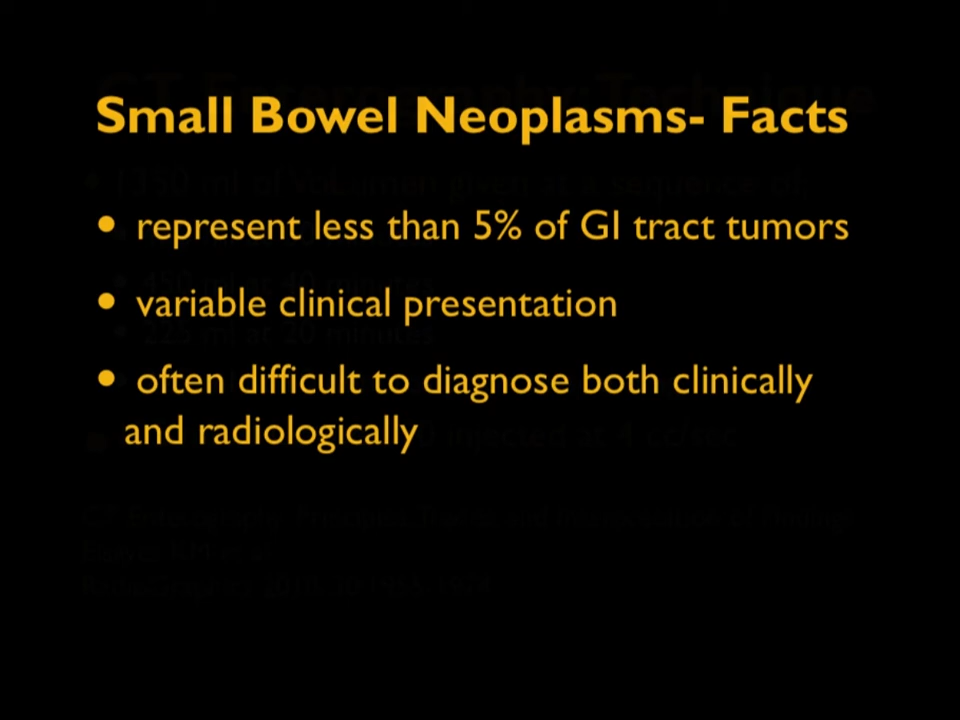 Small Bowel Neoplasms- Facts
• represent less than 5% of GI tract tumors
• variable clinical presentation
• often difficult to diagnose both clinically
and radiologically